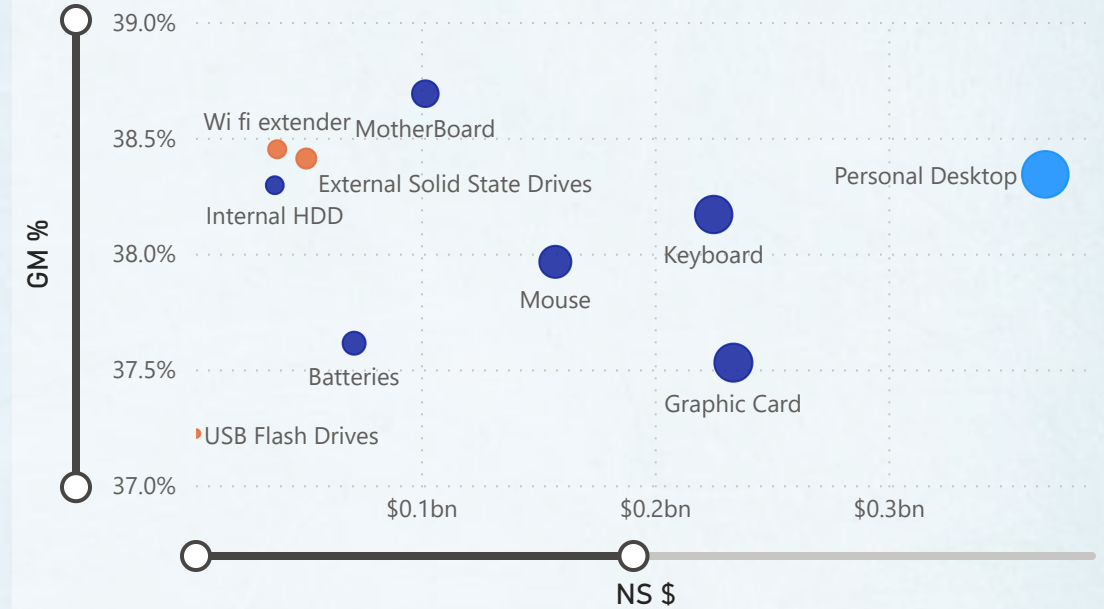 39.0%
Wi fi extender
MotherBoard
38.5%
Personal Desktop
External Solid State Drives
Internal HDD
GM %
38.0%
Keyboard
Mouse
37.5%
Batteries
Graphic Card
USB Flash Drives
37.0%
$0.1bn
$0.2bn
$0.3bn
NS $